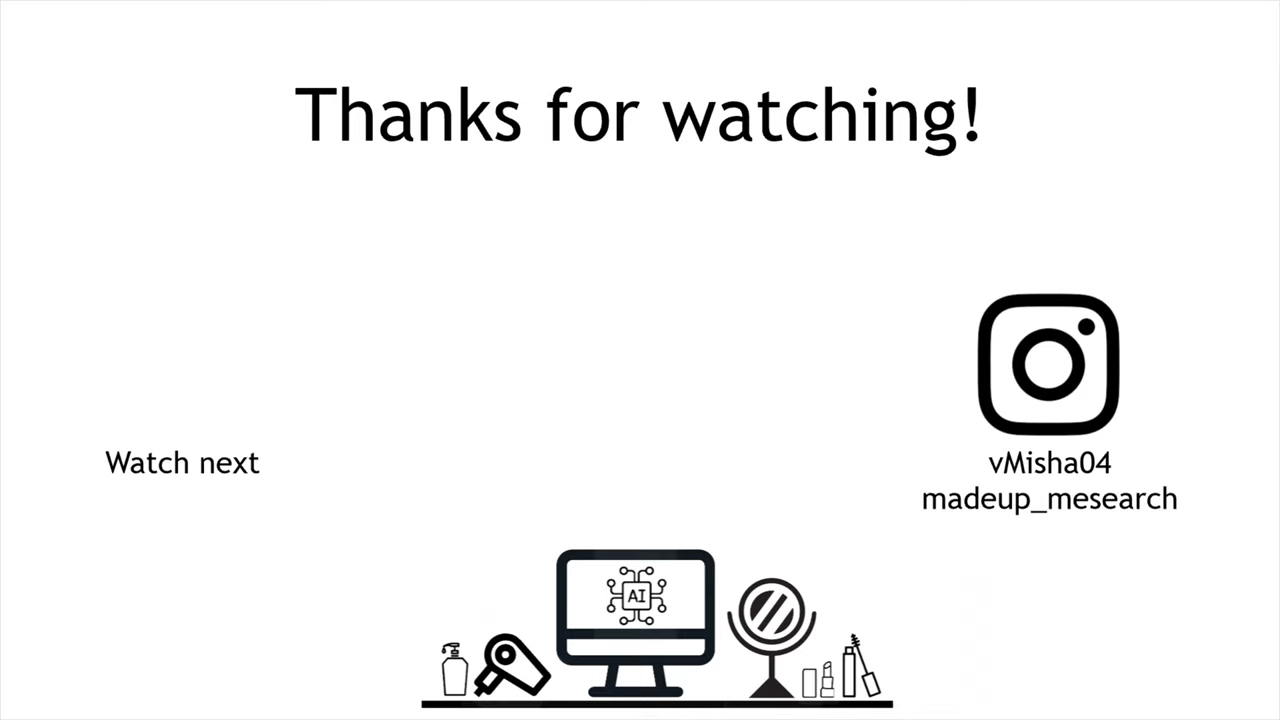 Thanks for watching!
Watch next
vMisha04
madeup_mesearch
AI